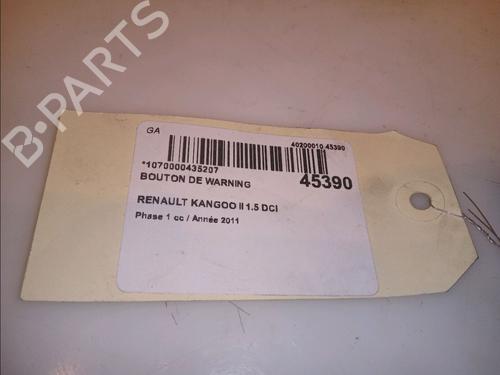 B-PARTS
GA
40200010 45390
*1070000435207
BOUTON DE WARNING
45390
RENAULT KANGOO II 1.5 DCI
Phase 1 cc / Année 2011